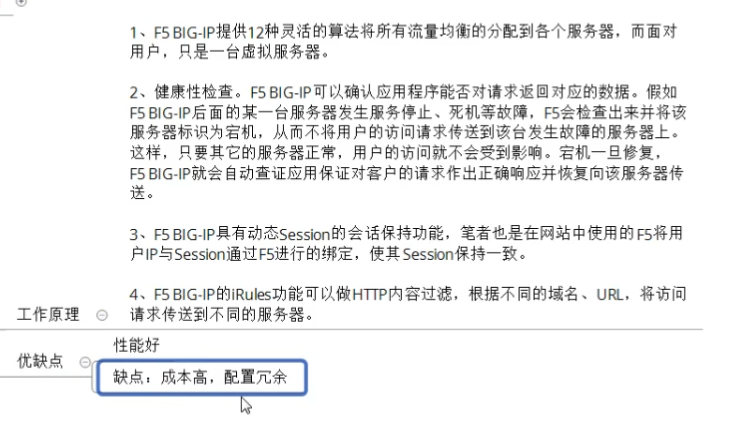 1、F5 BIG-IP提供12种灵活的算法将所有流量均衡的分配到各个服务器，而面对
用户，只是一台虚拟服务器。
2、健康性检查。F5 BIG-IP可以确认应用程序能否对请求返回对应的数据。假如
F5 BIG-IP后面的某一台服务器发生服务停止、死机等故障，F5会检查出来并将该
服务器标识为宕机，从而不将用户的访问请求传送到该台发生故障的服务器上。
这样，只要其它的服务器正常，用户的访问就不会受到影响。宕机一旦修复，
F5 BIG-IP就会自动查证应用保证对客户的请求作出正确响应并恢复向该服务器传
送。
3、F5 BIG-IP具有动态Session的会话保持功能，笔者也是在网站中使用的F5将用
户IP与Session通过F5进行的绑定，使其Session保持一致。
4、F5 BIG-IP的iRules功能可以做HTTP内容过滤，根据不同的域名、URL，将访问
请求传送到不同的服务器。
工作原理
性能好
优缺点
缺点：成本高，配置冗余